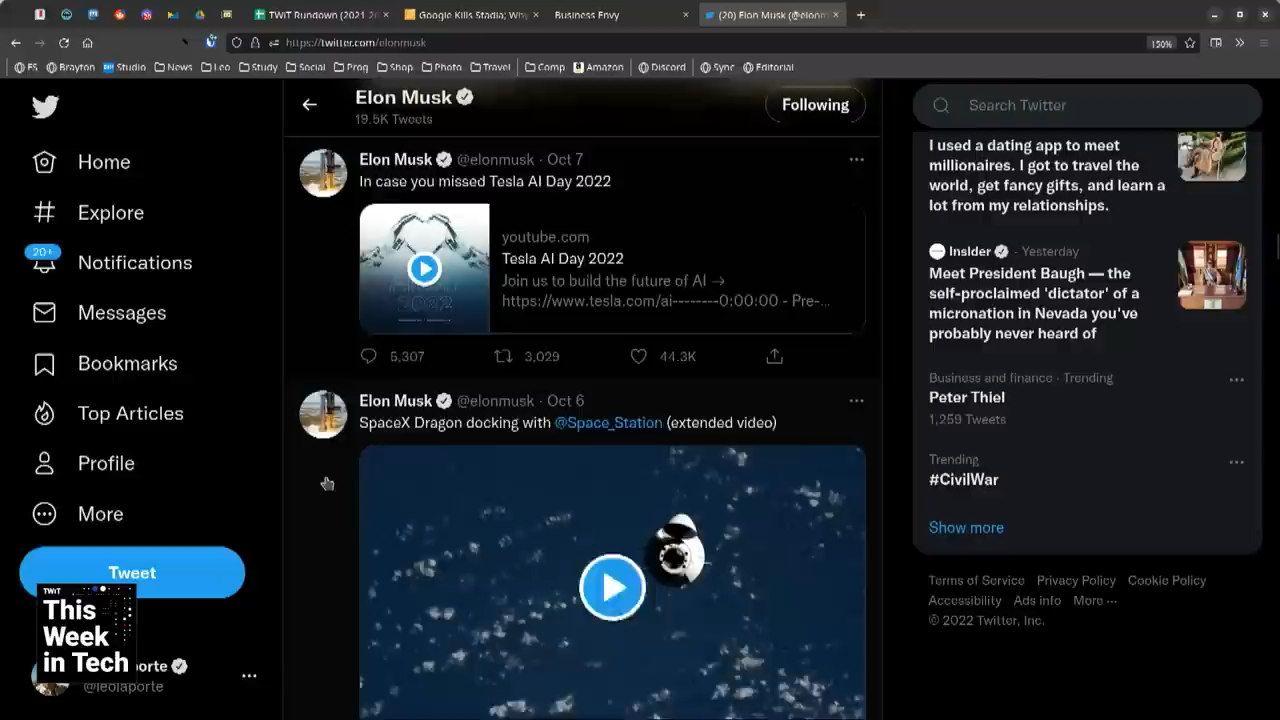 TWiT Rundown (2021-20
Google Kills Stadia; Why
Business Envy
(20) Elon Musk (@elonm
https://twitter.com/elonmusk
150%
FS
Brayton
Studio
News
Leo
Study
Social
Prog
Shop
Photo
Travel
Comp
Amazon
Discord
Sync
Editorial
Home
Explore
20+
Notifications
Messages
Bookmarks
Top Articles
Profile
More
Tweet
TWiT
This
Week
in Tech
porte
@leolaporte
Elon Musk
19.5K Tweets
Following
Elon Musk @elonmusk · Oct 7
In case you missed Tesla AI Day 2022
2022
youtube.com
Tesla AI Day 2022
Join us to build the future of AI →
https://www.tesla.com/ai--------0:00:00 - Pre-...
5,307
3,029
44.3K
Elon Musk @elonmusk · Oct 6
SpaceX Dragon docking with @Space_Station (extended video)
Search Twitter
I used a dating app to meet
millionaires. I got to travel the
world, get fancy gifts, and learn a
lot from my relationships.
Insider · Yesterday
Meet President Baugh — the
self-proclaimed 'dictator' of a
micronation in Nevada you've
probably never heard of
Business and finance · Trending
Peter Thiel
1,259 Tweets
Trending
#CivilWar
Show more
Terms of Service Privacy Policy Cookie Policy
Accessibility Ads info More ···
© 2022 Twitter, Inc.